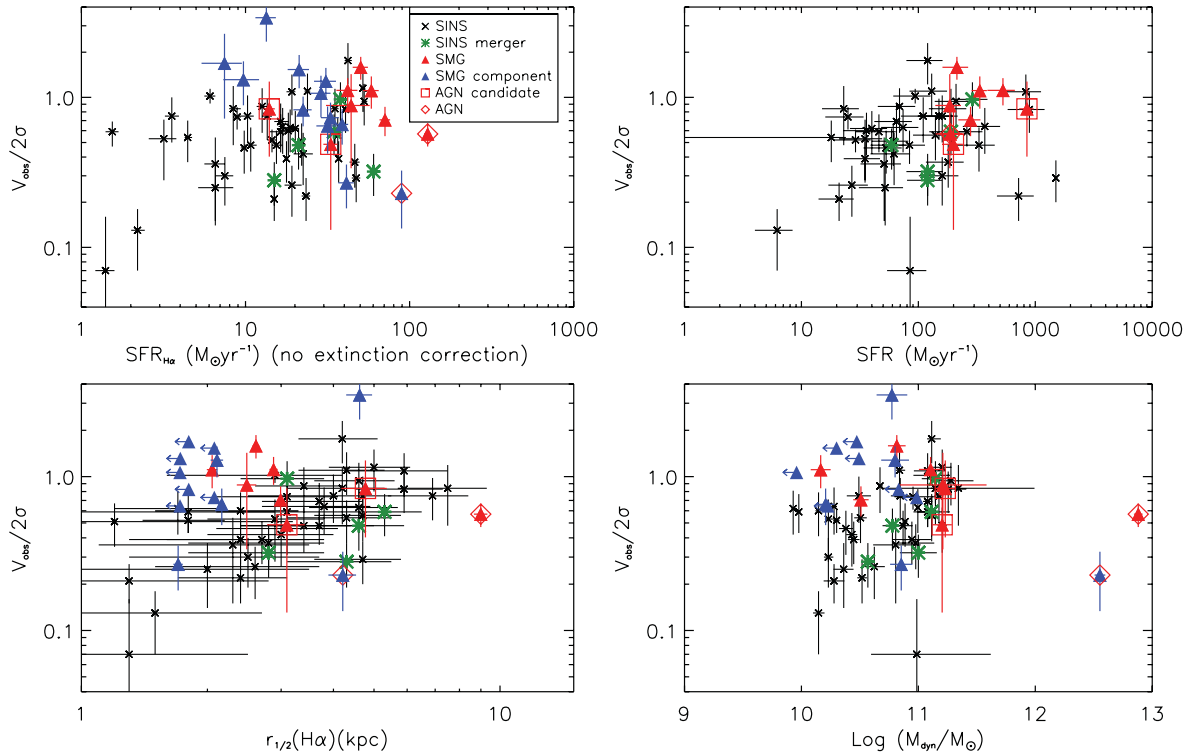 SINS
SINS merger
SMG
SMG component
AGN candidate
AGN
V_obs/2σ
1.0
0.1
1 10 100 1000
SFR_Hα (M☉yr⁻¹) (no extinction correction)
V_obs/2σ
1.0
0.1
1 10 100 1000 10000
SFR (M☉yr⁻¹)
V_obs/2σ
1.0
0.1
1 10
r_1/2(Hα)(kpc)
V_obs/2σ
1.0
0.1
9 10 11 12 13
Log (M_dyn/M☉)